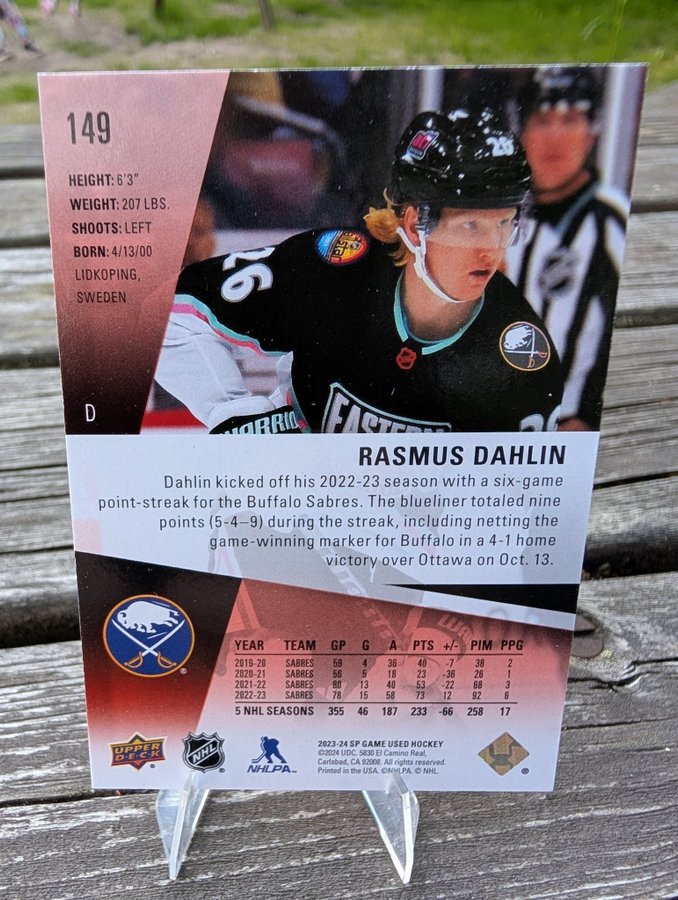 149
HEIGHT: 6'3"
WEIGHT: 207 LBS.
SHOOTS: LEFT
BORN: 4/13/00
LIDKOPING,
SWEDEN
D
26
26
EASTERN
WARRIO
RASMUS DAHLIN
Dahlin kicked off his 2022-23 season with a six-game
point-streak for the Buffalo Sabres. The blueliner totaled nine
points (5-4—9) during the streak, including netting the
game-winning marker for Buffalo in a 4-1 home
victory over Ottawa on Oct. 13.
YEAR TEAM GP G A PTS +/- PIM PPG
2019-20 SABRES 59 4 36 40 -7 38 2
2020-21 SABRES 56 5 18 23 -36 26 1
2021-22 SABRES 80 13 40 53 -22 68 3
2022-23 SABRES 78 15 58 73 12 92 6
5 NHL SEASONS 355 46 187 233 -66 258 17
UPPER
DECK
NHL
NHLPA
2023-24 SP GAME USED HOCKEY
©2024 UDC. 5830 El Camino Real,
Carlsbad, CA 92008. All rights reserved.
Printed in the USA. ©NHLPA. © NHL.